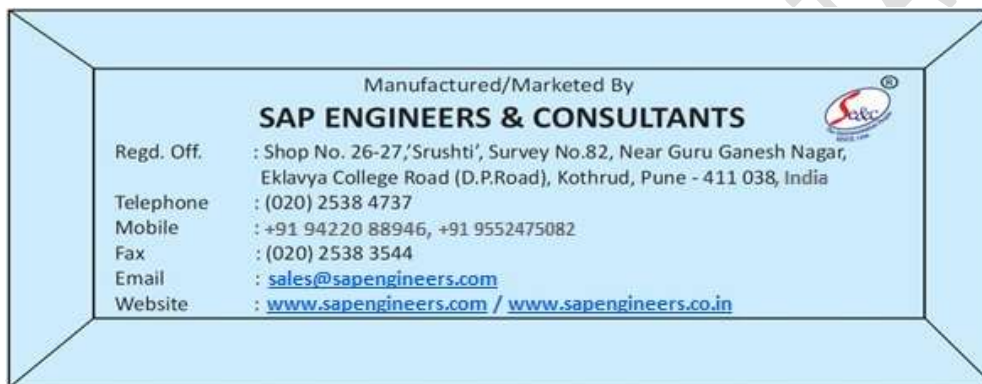 Manufactured/Marketed By
SAP ENGINEERS & CONSULTANTS
®
Se&c
Regd. Off. : Shop No. 26-27,‘Srushti’, Survey No.82, Near Guru Ganesh Nagar,
Eklavya College Road (D.P.Road), Kothrud, Pune - 411 038, India
Telephone : (020) 2538 4737
Mobile : +91 94220 88946, +91 9552475082
Fax : (020) 2538 3544
Email : sales@sapengineers.com
Website : www.sapengineers.com / www.sapengineers.co.in